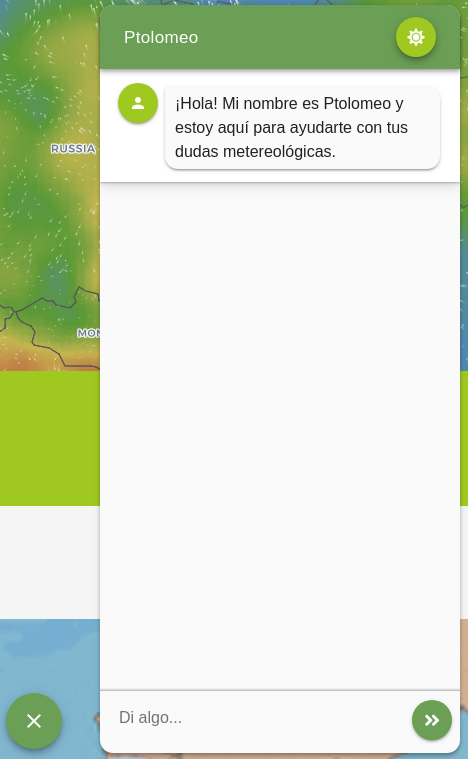 Ptolomeo
¡Hola! Mi nombre es Ptolomeo y
estoy aquí para ayudarte con tus
dudas metereológicas.
RUSSIA
MON
Di algo...